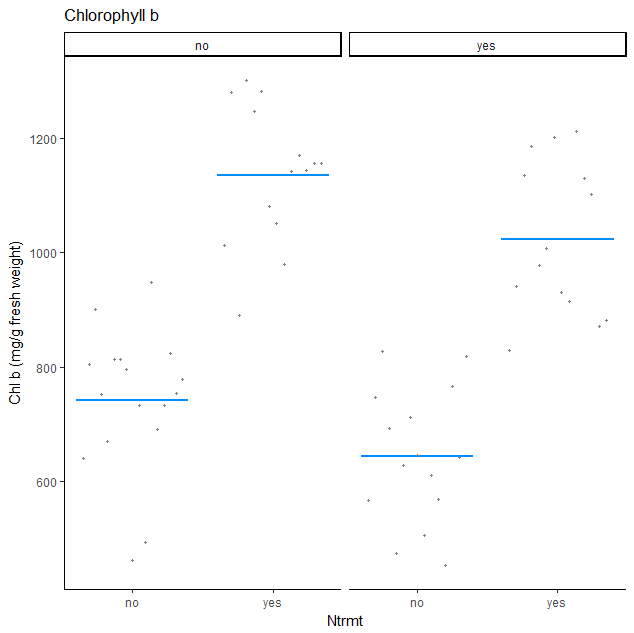 Chlorophyll b
no yes
1200
1000
800
600
Chl b (mg/g fresh weight)
no yes no yes
Ntrmt